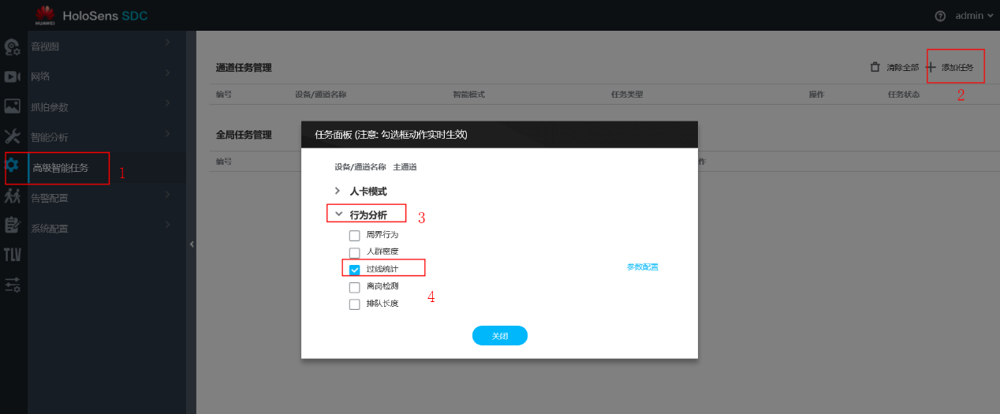 HUAWEI HoloSens SDC admin
音视图
网络
抓拍参数
智能分析
高级智能任务 1
告警配置
系统配置
TLV
通道任务管理 清除全部 添加任务
2
编号 设备/通道名称 智能模式 任务类型 操作 任务状态
全局任务管理
编号 作
任务面板 (注意: 勾选框动作实时生效)
设备/通道名称 主通道
人卡模式
行为分析 3
周界行为
人群密度
过线统计 参数配置
离岗检测
4
排队长度
关闭